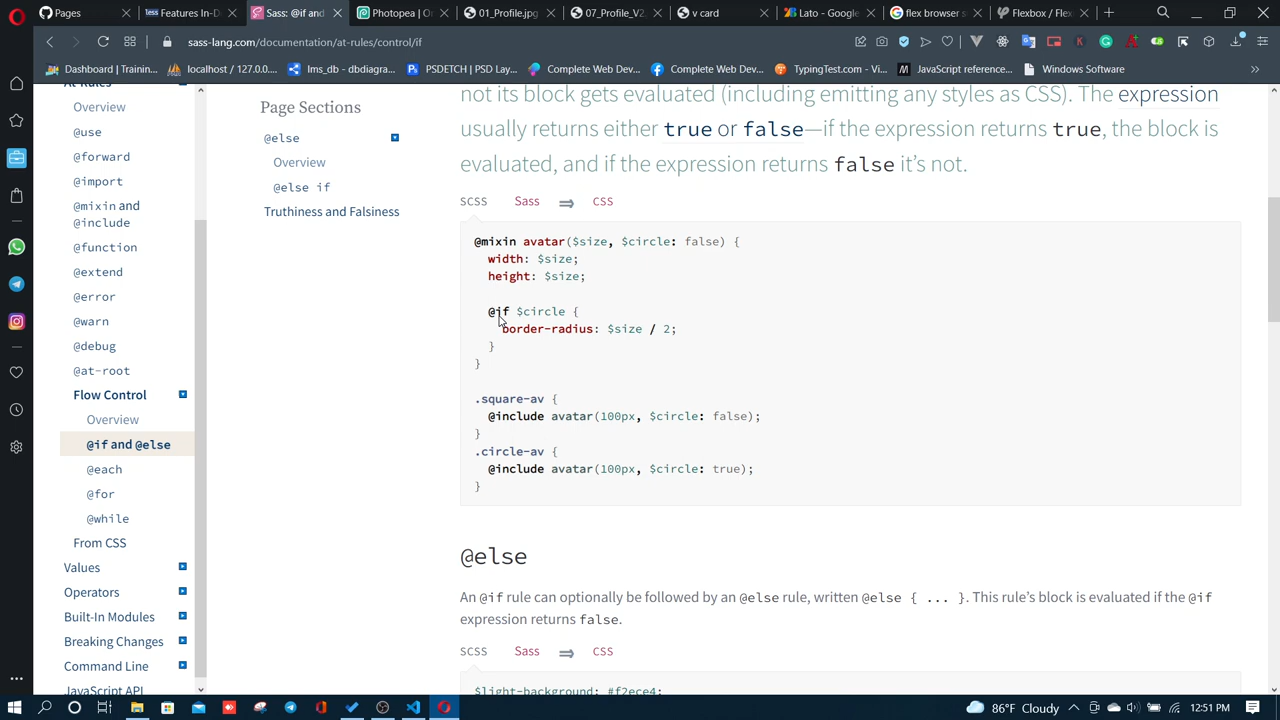 Pages
less Features In-D
Sass: @if and
Photopea | On
01_Profile.jpg
07_Profile_V2
v card
Lato - Google
flex browser s
Flexbox / Flex
sass-lang.com/documentation/at-rules/control/if
Dashboard | Trainin...
localhost / 127.0.0....
lms_db - dbdiagra...
PSDETCH | PSD Lay...
Complete Web Dev...
Complete Web Dev...
TypingTest.com - Vi...
JavaScript reference...
Windows Software
At-Rules
Overview
@use
@forward
@import
@mixin and
@include
@function
@extend
@error
@warn
@debug
@at-root
Flow Control
Overview
@if and @else
@each
@for
@while
From CSS
Values
Operators
Built-In Modules
Breaking Changes
Command Line
JavaScript API
Page Sections
@else
Overview
@else if
Truthiness and Falsiness
not its block gets evaluated (including emitting any styles as CSS). The expression
usually returns either true or false—if the expression returns true, the block is
evaluated, and if the expression returns false it's not.
SCSS Sass CSS
@mixin avatar($size, $circle: false) {
width: $size;
height: $size;
@if $circle {
border-radius: $size / 2;
}
}
.square-av {
@include avatar(100px, $circle: false);
}
.circle-av {
@include avatar(100px, $circle: true);
}
@else
An @if rule can optionally be followed by an @else rule, written @else { ... }. This rule's block is evaluated if the @if
expression returns false.
SCSS Sass CSS
$light-background: #f2ece4;
86°F Cloudy
12:51 PM